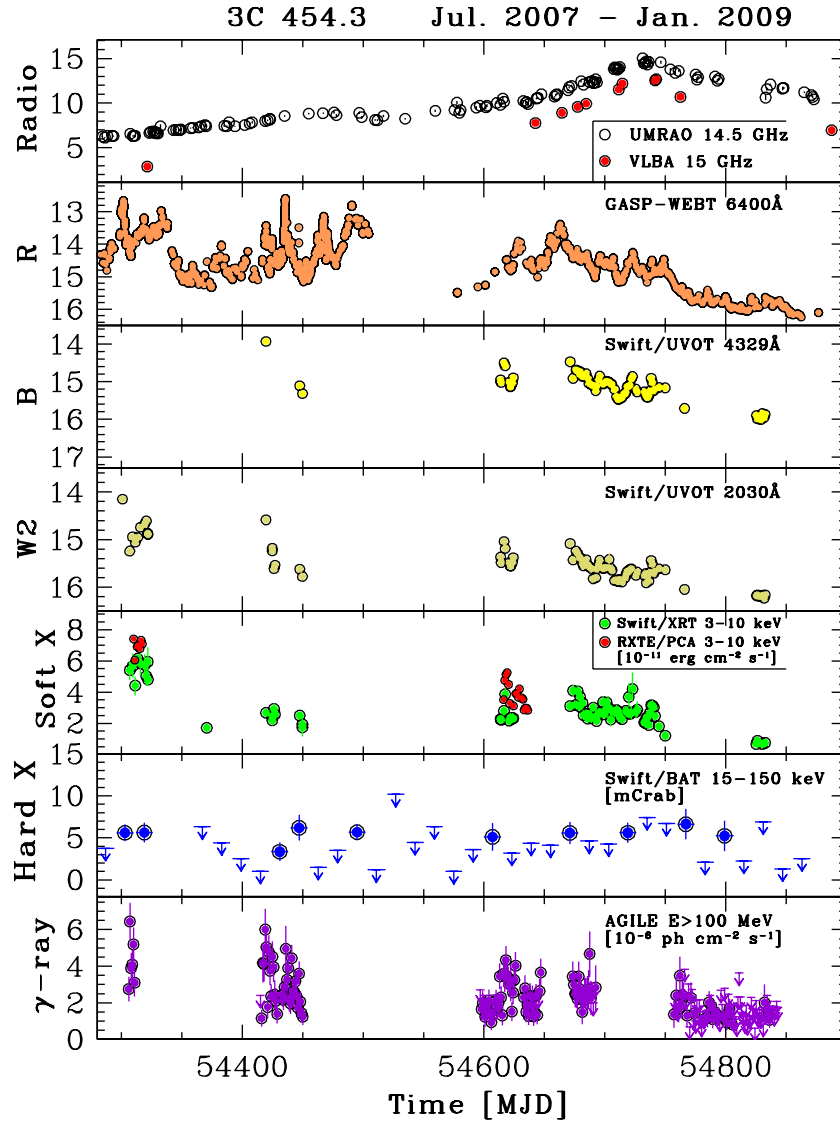 3C 454.3 Jul. 2007 – Jan. 2009
Radio
15
10
5
UMRAO 14.5 GHz
VLBA 15 GHz
R
13
14
15
16
GASP-WEBT 6400Å
B
14
15
16
17
Swift/UVOT 4329Å
W2
14
15
16
Swift/UVOT 2030Å
Soft X
8
6
4
2
Swift/XRT 3-10 keV
RXTE/PCA 3-10 keV
[10⁻¹¹ erg cm⁻² s⁻¹]
Hard X
15
10
5
0
Swift/BAT 15-150 keV
[mCrab]
γ-ray
6
4
2
0
AGILE E>100 MeV
[10⁻⁶ ph cm⁻² s⁻¹]
54400 54600 54800
Time [MJD]